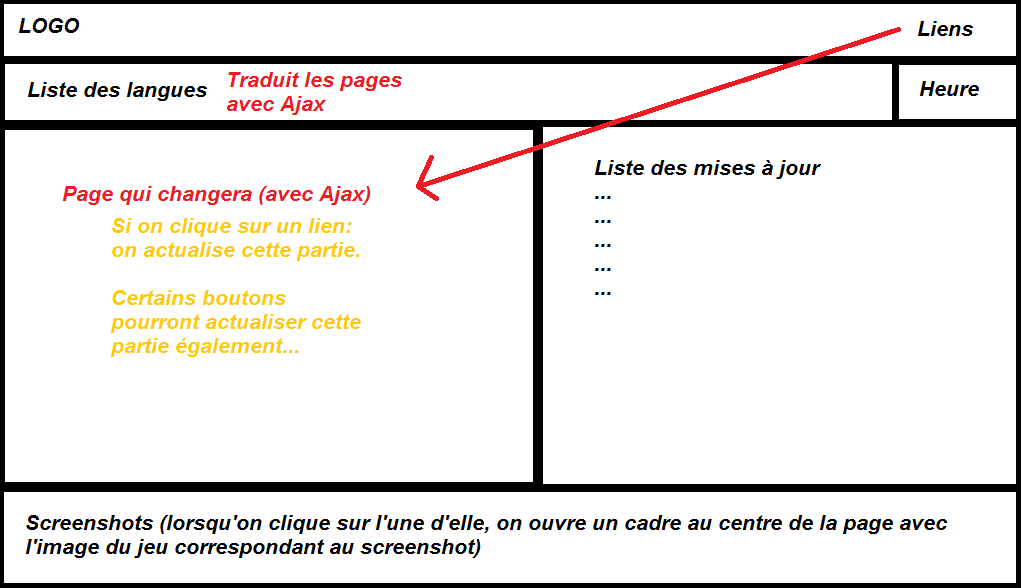 LOGO
Liens
Liste des langues
Traduit les pages
avec Ajax
Heure
Page qui changera (avec Ajax)
Si on clique sur un lien:
on actualise cette partie.
Certains boutons
pourront actualiser cette
partie également...
Liste des mises à jour
...
...
...
...
...
Screenshots (lorsqu'on clique sur l'une d'elle, on ouvre un cadre au centre de la page avec
l'image du jeu correspondant au screenshot)